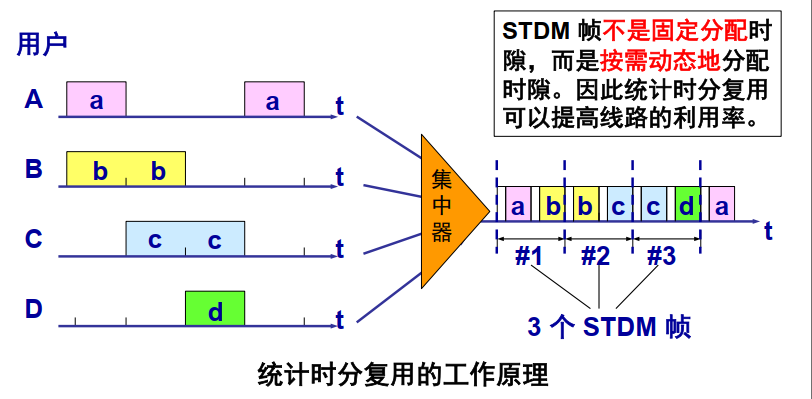 STDM 帧不是固定分配时
隙，而是按需动态地分配
时隙。因此统计时分复用
可以提高线路的利用率。
用户
A a a t
B b b t
C c c t
D d t
集中器
a b b c c d a t
#1 #2 #3
3 个 STDM 帧
统计时分复用的工作原理